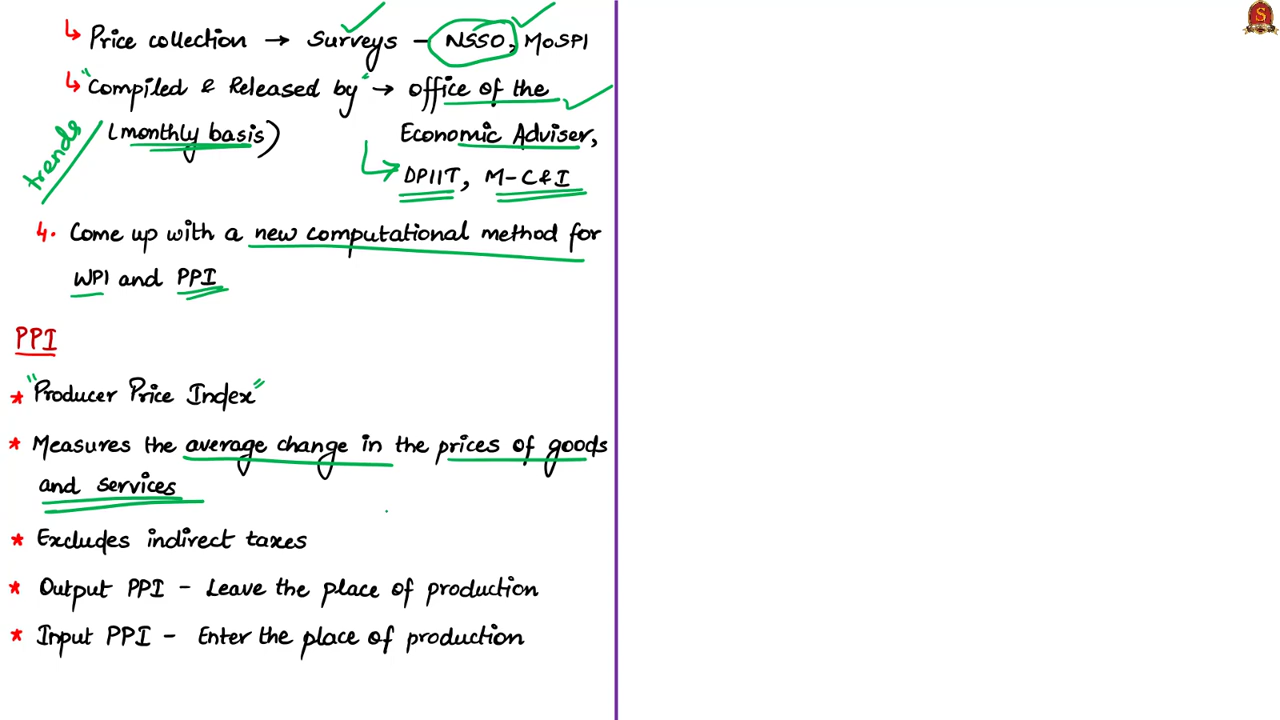 ↳ Price collection → Surveys - NSSO, MoSPI
↳ "Compiled & Released by" → office of the
(monthly basis) Economic Adviser,
trends
↳ DPIIT, M-C&I
4. Come up with a new computational method for
WPI and PPI
PPI
* "Producer Price Index"
* Measures the average change in the prices of goods
and services
* Excludes indirect taxes
* Output PPI - Leave the place of production
* Input PPI - Enter the place of production